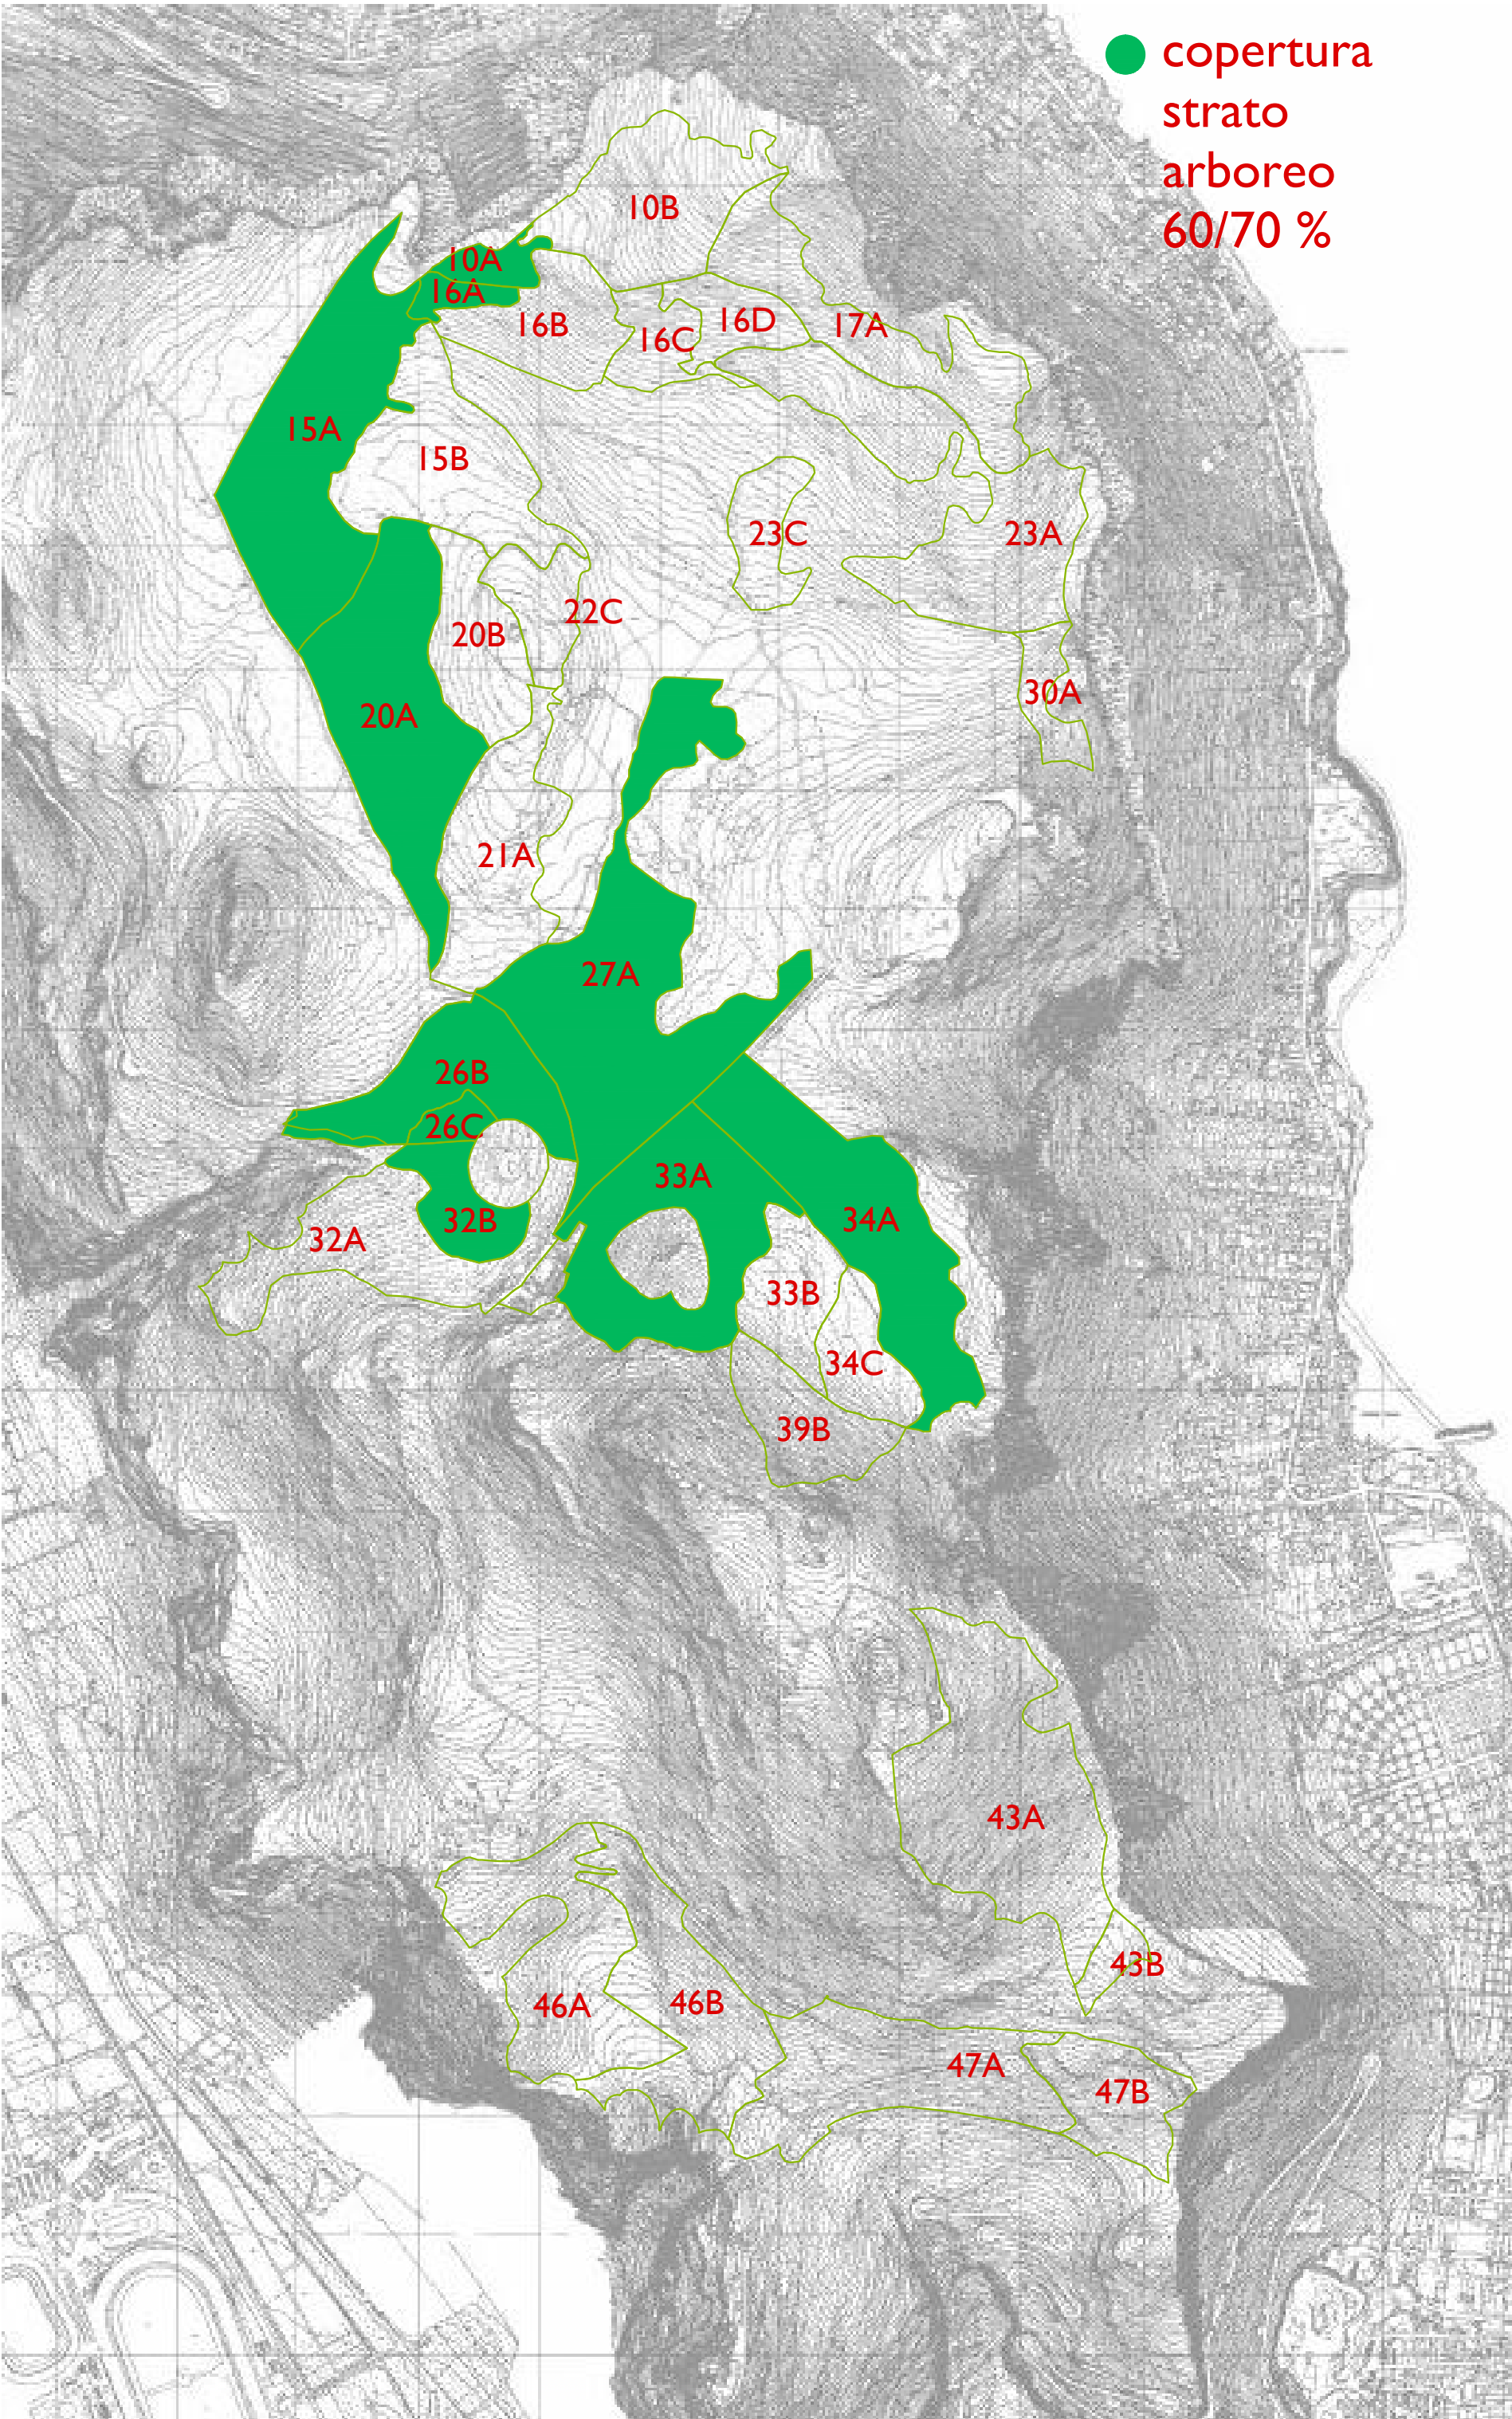 copertura
strato
arboreo
60/70 %
10B
10A
16A
16B
16C
16D
17A
15A
15B
23C
23A
22C
20B
30A
20A
21A
27A
26B
26C
33A
32B
34A
32A
33B
34C
39B
43A
43B
46A
46B
47A
47B